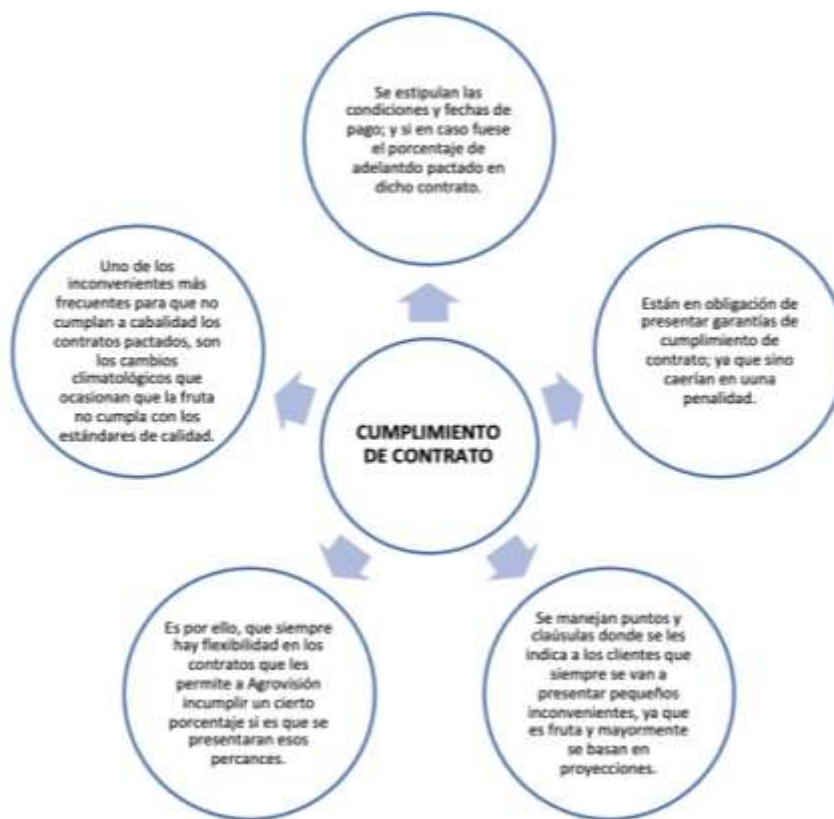 Se estipulan las
condiciones y fechas de
pago; y si en caso fuese
el porcentaje de
adelantdo pactado en
dicho contrato.
Uno de los
inconvenientes más
frecuentes para que no
cumplan a cabalidad los
contratos pactados, son
los cambios
climatológicos que
ocasionan que la fruta
no cumpla con los
estándares de calidad.
Están en obligación de
presentar garantías de
cumplimiento de
contrato; ya que sino
caerían en uuna
penalidad.
CUMPLIMIENTO
DE CONTRATO
Es por ello, que siempre
hay flexibilidad en los
contratos que les
permite a Agrovisión
incumplir un cierto
porcentaje si es que se
presentaran esos
percances.
Se manejan puntos y
claúsulas donde se les
indica a los clientes que
siempre se van a
presentar pequeños
inconvenientes, ya que
es fruta y mayormente
se basan en
proyecciones.